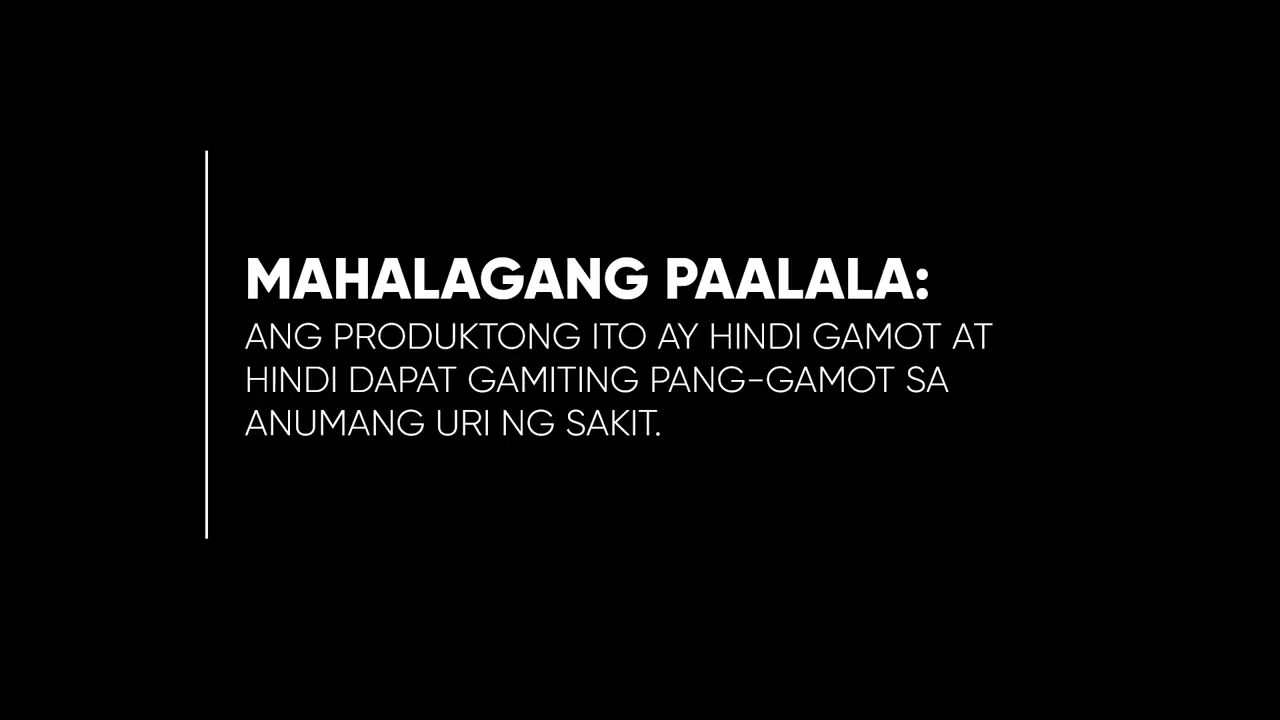 MAHALAGANG PAALALA:
ANG PRODUKTONG ITO AY HINDI GAMOT AT
HINDI DAPAT GAMITING PANG-GAMOT SA
ANUMANG URI NG SAKIT.